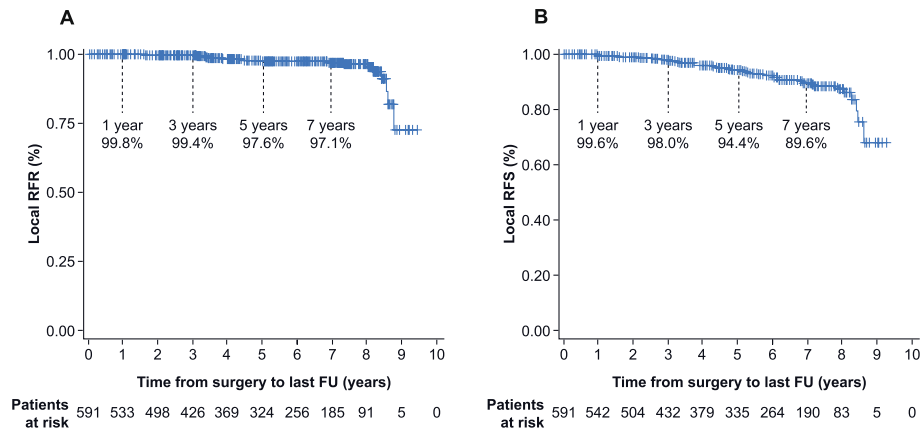 A
1.00
0.75
0.50
0.25
0.00
Local RFR (%)
1 year
99.8%
3 years
99.4%
5 years
97.6%
7 years
97.1%
0 1 2 3 4 5 6 7 8 9 10
Time from surgery to last FU (years)
Patients
at risk
591 533 498 426 369 324 256 185 91 5 0
B
1.00
0.80
0.60
0.40
0.20
0.00
Local RFS (%)
1 year
99.6%
3 years
98.0%
5 years
94.4%
7 years
89.6%
0 1 2 3 4 5 6 7 8 9 10
Time from surgery to last FU (years)
Patients
at risk
591 542 504 432 379 335 264 190 83 5 0